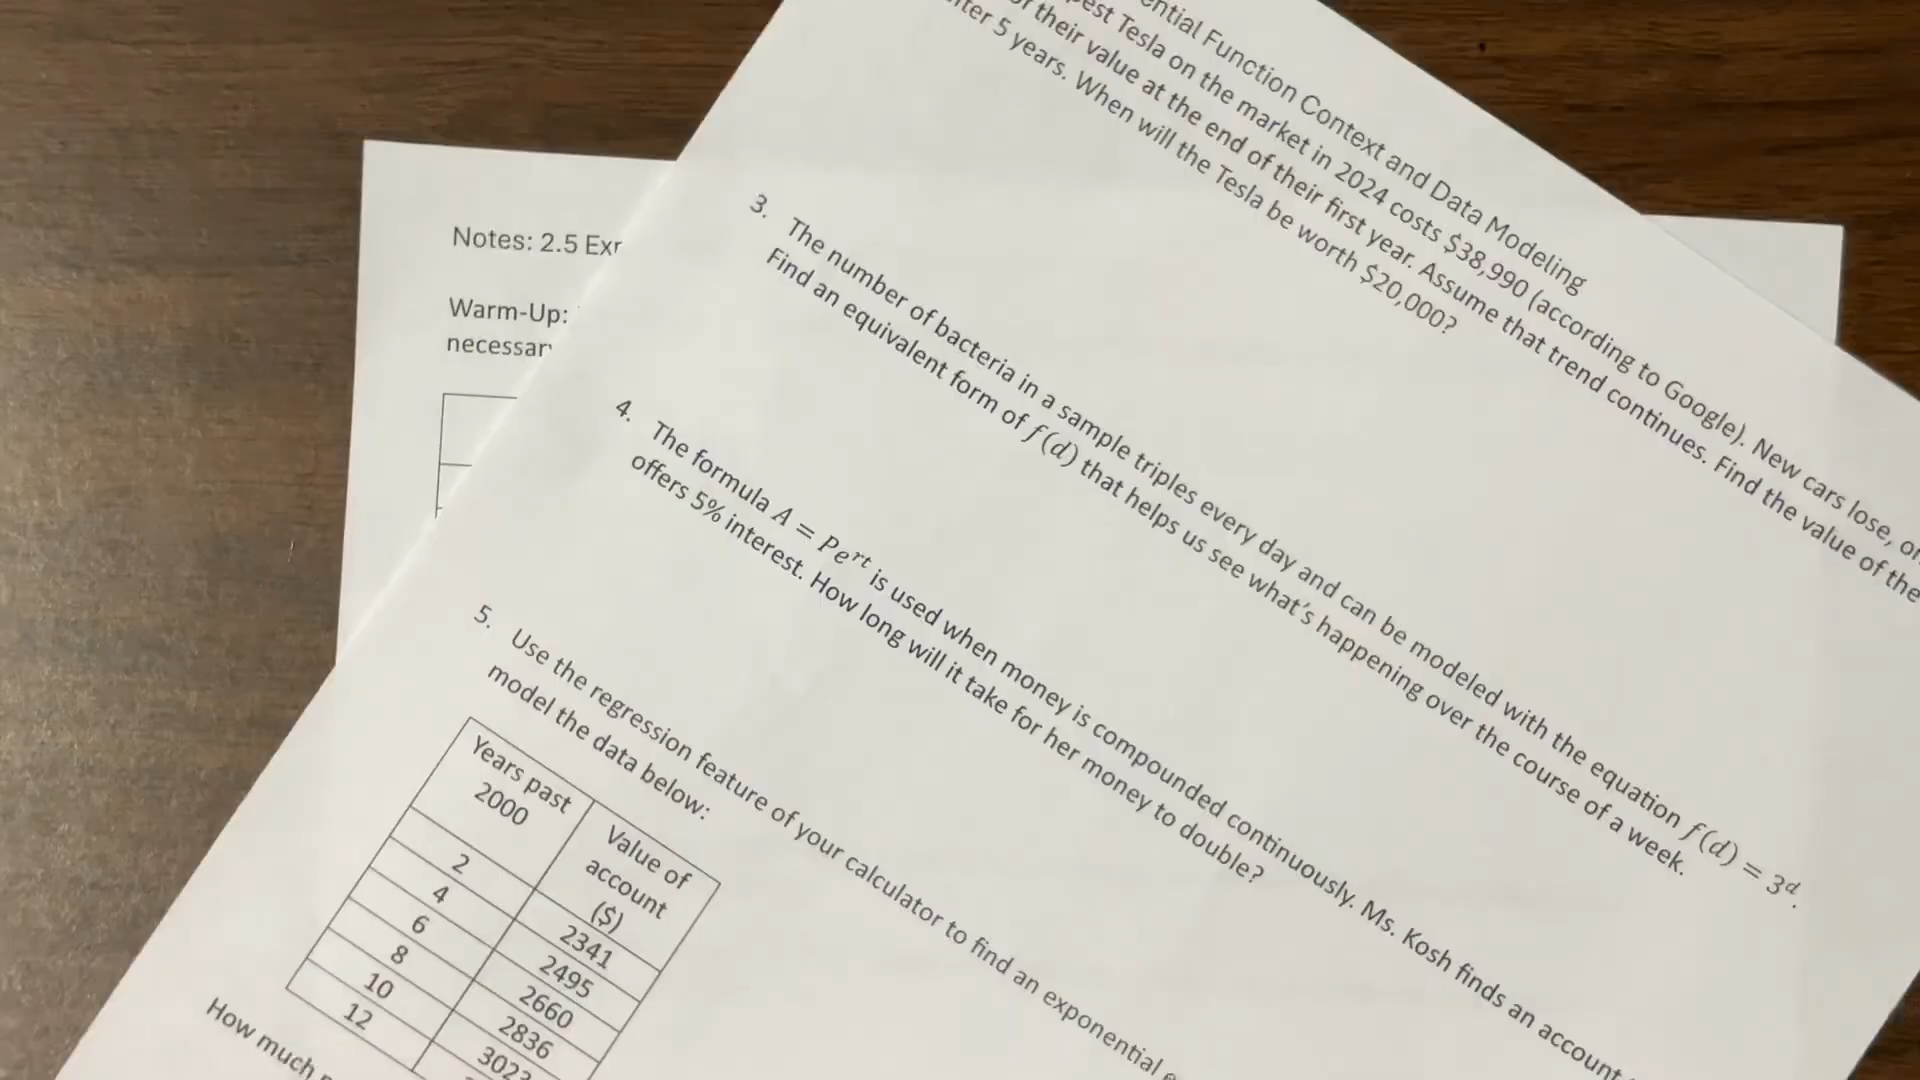 Notes: 2.5
Warm-Up:
Function Context and Data Modeling
Tesla on the market in 2024 costs $38,990 (according to Google). New cars lose,
their value at the end of their first year. Assume that trend continues. Find the value of the
5 years. When will the Tesla be worth $20,000?
3. The number of bacteria in a sample triples every day and can be modeled with the equation f(d) = 3^d.
Find an equivalent form of f(d) that helps us see what's happening over the course of a week.
4. The formula A = Pe^rt is used when money is compounded continuously. Ms. Kosh finds an account
offers 5% interest. How long will it take for her money to double?
5. Use the regression feature of your calculator to find an exponential
model the data below:
Years past 2000
Value of account ($)
2 2341
4 2495
6 2660
8 2836
10
12
How much